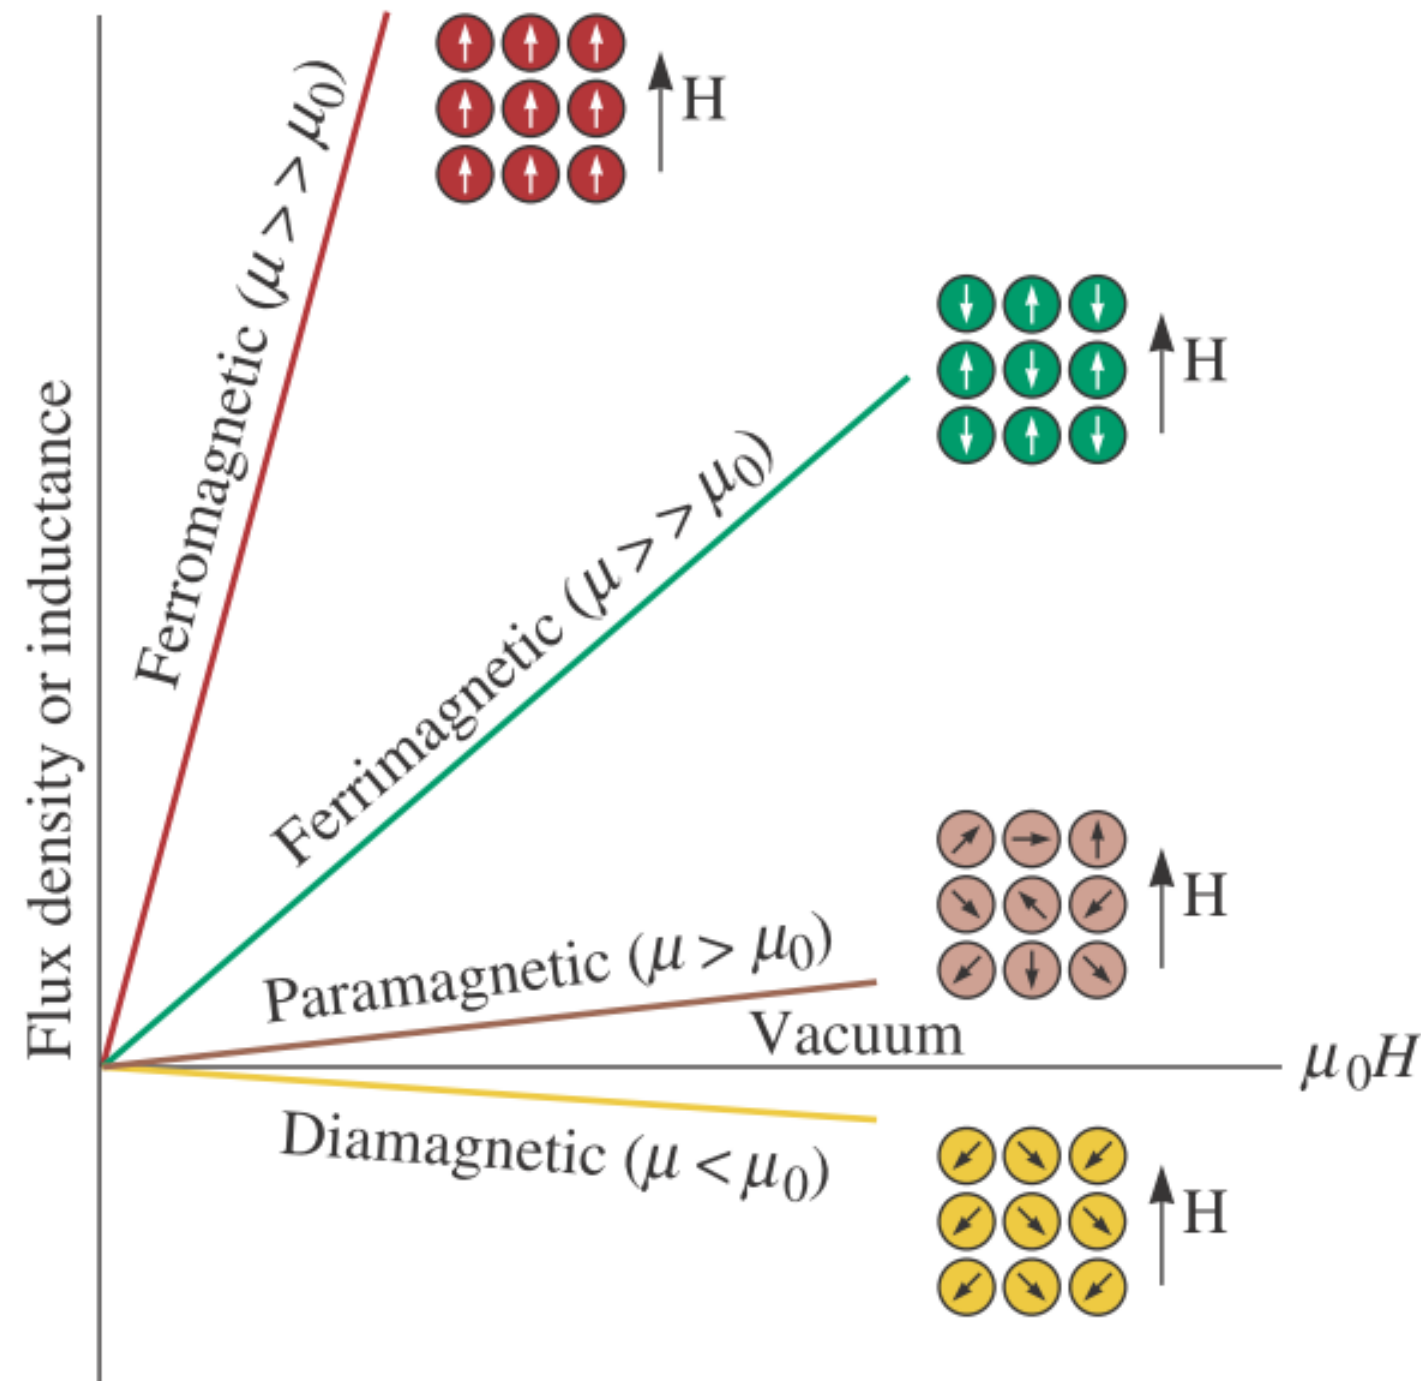 Flux density or inductance
Ferromagnetic (μ > > μ0)
H
Ferrimagnetic (μ > > μ0)
H
Paramagnetic (μ > μ0)
H
Vacuum
μ0H
Diamagnetic (μ < μ0)
H